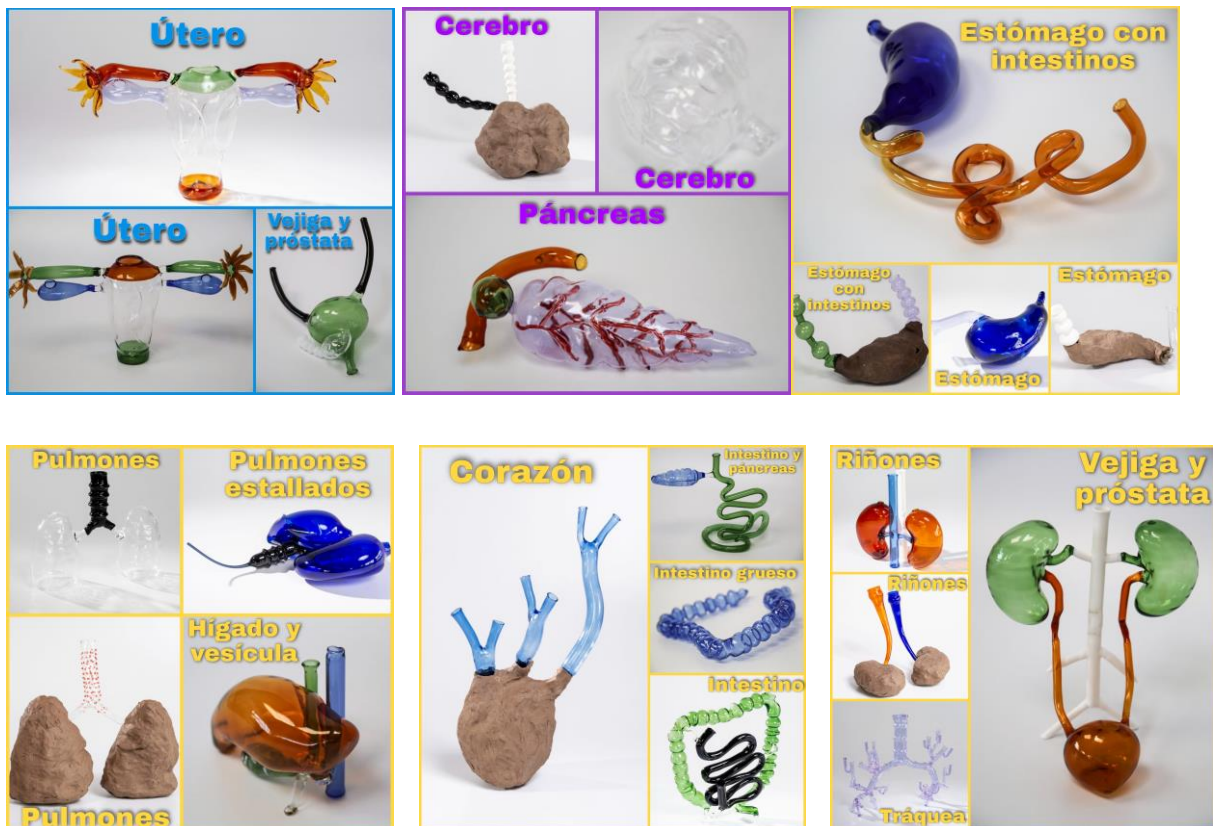 Útero
Útero
Vejiga y
próstata
Cerebro
Cerebro
Páncreas
Estómago con
intestinos
Estómago
con
intestinos
Estómago
Estómago
Pulmones
Pulmones
estallados
Pulmones
Hígado y
vesícula
Corazón
Intestino y
páncreas
Intestino grueso
Intestino
Riñones
Riñones
Tráquea
Vejiga y
próstata